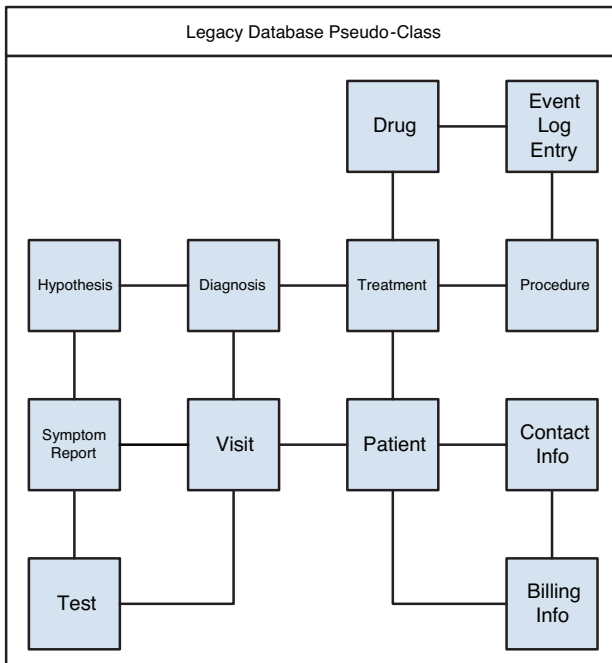 Legacy Database Pseudo-Class
Drug
Event
Log
Entry
Hypothesis
Diagnosis
Treatment
Procedure
Symptom
Report
Visit
Patient
Contact
Info
Test
Billing
Info